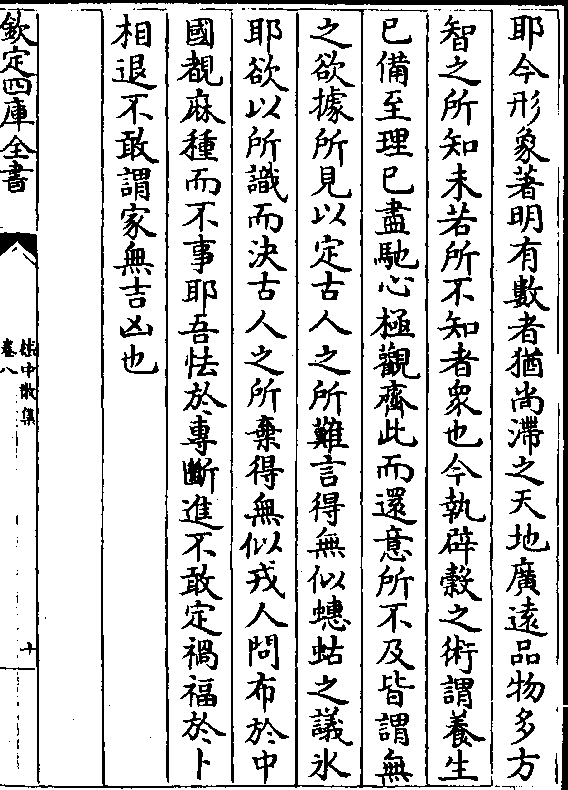 耶今形象著明有數者猶尚滯之天地廣遠品物多方
智之所知未若所不知者衆也今執辟穀之術謂養生
已備至理已盡馳心極觀齊此而還意所不及皆謂無
之欲據所見以定古人之所難言得無似蟪蛄之議氷
耶欲以所識而決古人之所棄得無似戎人問布於中
國覩麻種而不事耶吾怯於專斷進不敢定禍福於卜
相退不敢謂家無吉凶也
欽定四庫全書
嵇中散集
卷八
十